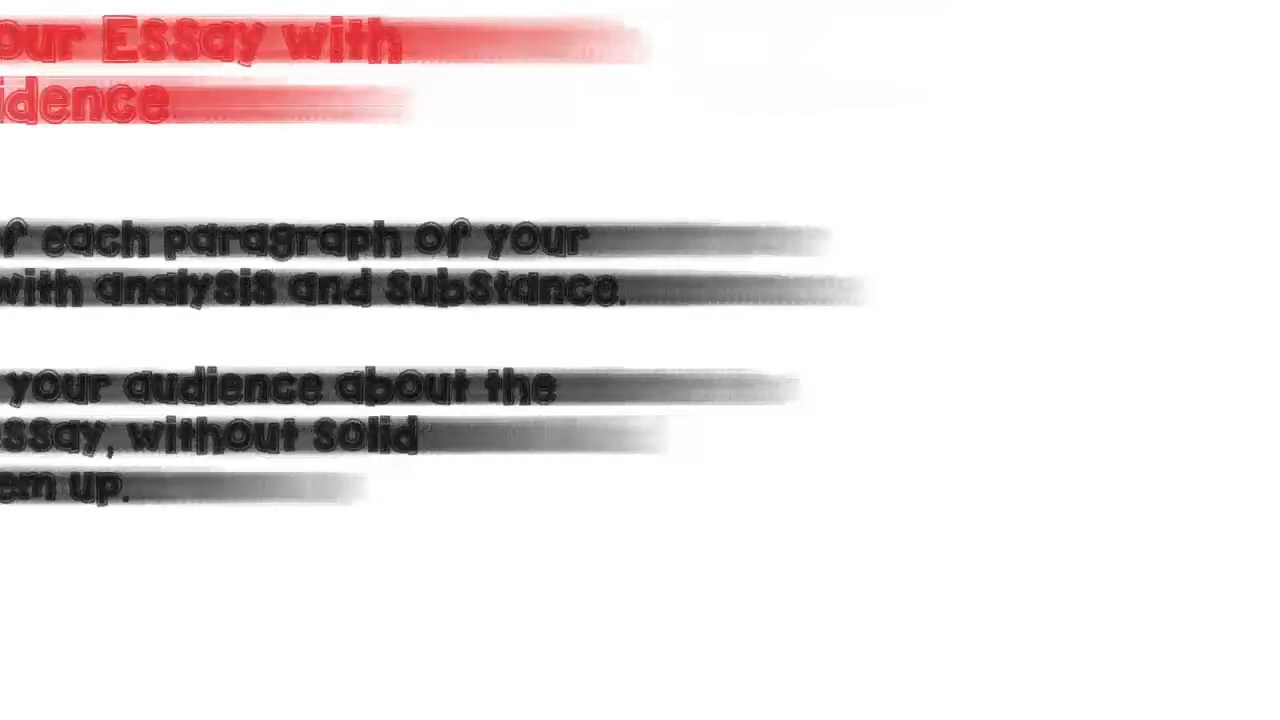 our Essay with
idence
f each paragraph of your
with analysis and substance.
your audience about the
ssay, without solid
em up.